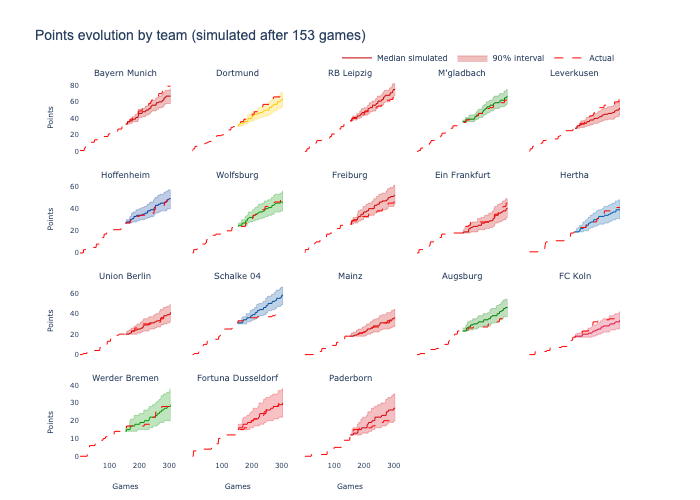 Points evolution by team (simulated after 153 games)
Median simulated 90% interval Actual
Bayern Munich Dortmund RB Leipzig M'gladbach Leverkusen
80
60
40
20
0
Points
Hoffenheim Wolfsburg Freiburg Ein Frankfurt Hertha
60
40
20
0
Points
Union Berlin Schalke 04 Mainz Augsburg FC Koln
60
40
20
0
Points
Werder Bremen Fortuna Dusseldorf Paderborn
40
30
20
10
0
Points
100 200 300 100 200 300 100 200 300
Games Games Games